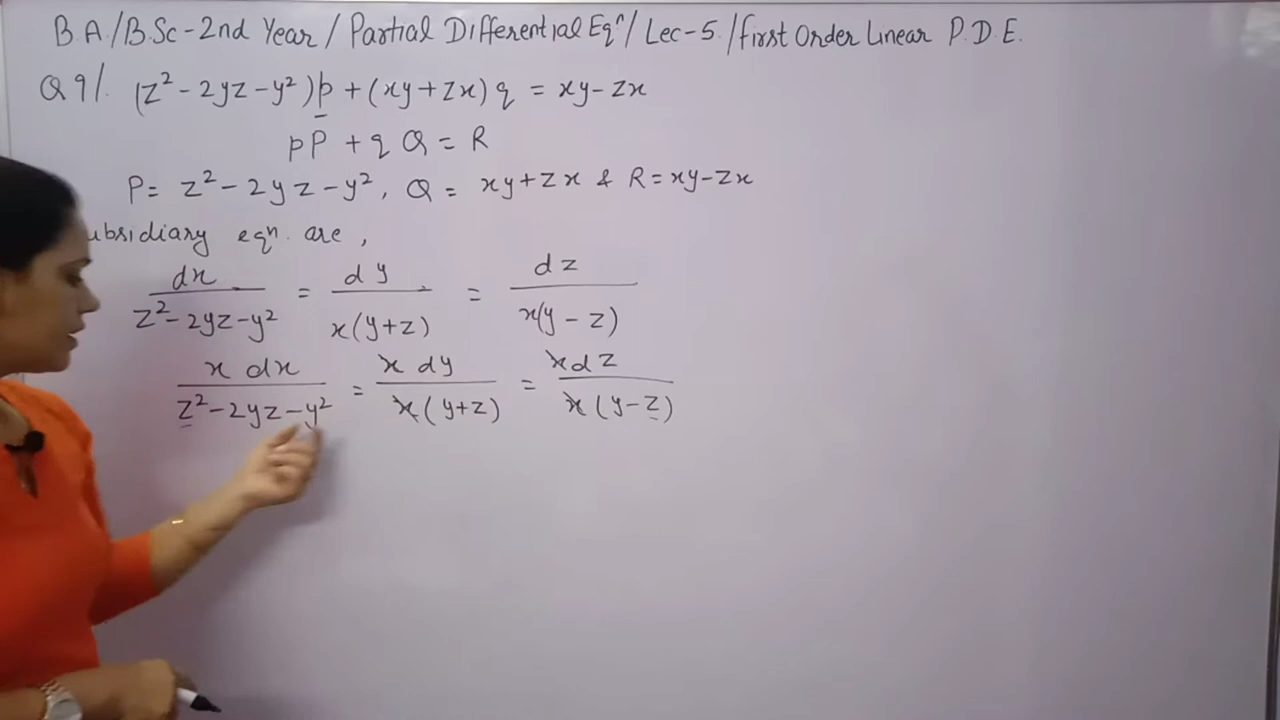 B.A./B.Sc-2nd Year/Partial Differential Eqⁿ/Lec-5./First Order Linear P.D.E.
Q 9/. (z² - 2yz - y²)p + (xy + zx) q = xy - zx
pP + q Q = R
P = z² - 2yz - y², Q = xy + zx & R = xy - zx
ubsidiary eqⁿ. are,
dx/(z² - 2yz - y²) = dy/(x(y+z)) = dz/(x(y - z))
x dx/(z² - 2yz - y²) = x dy/(x(y+z)) = x dz/(x(y - z))